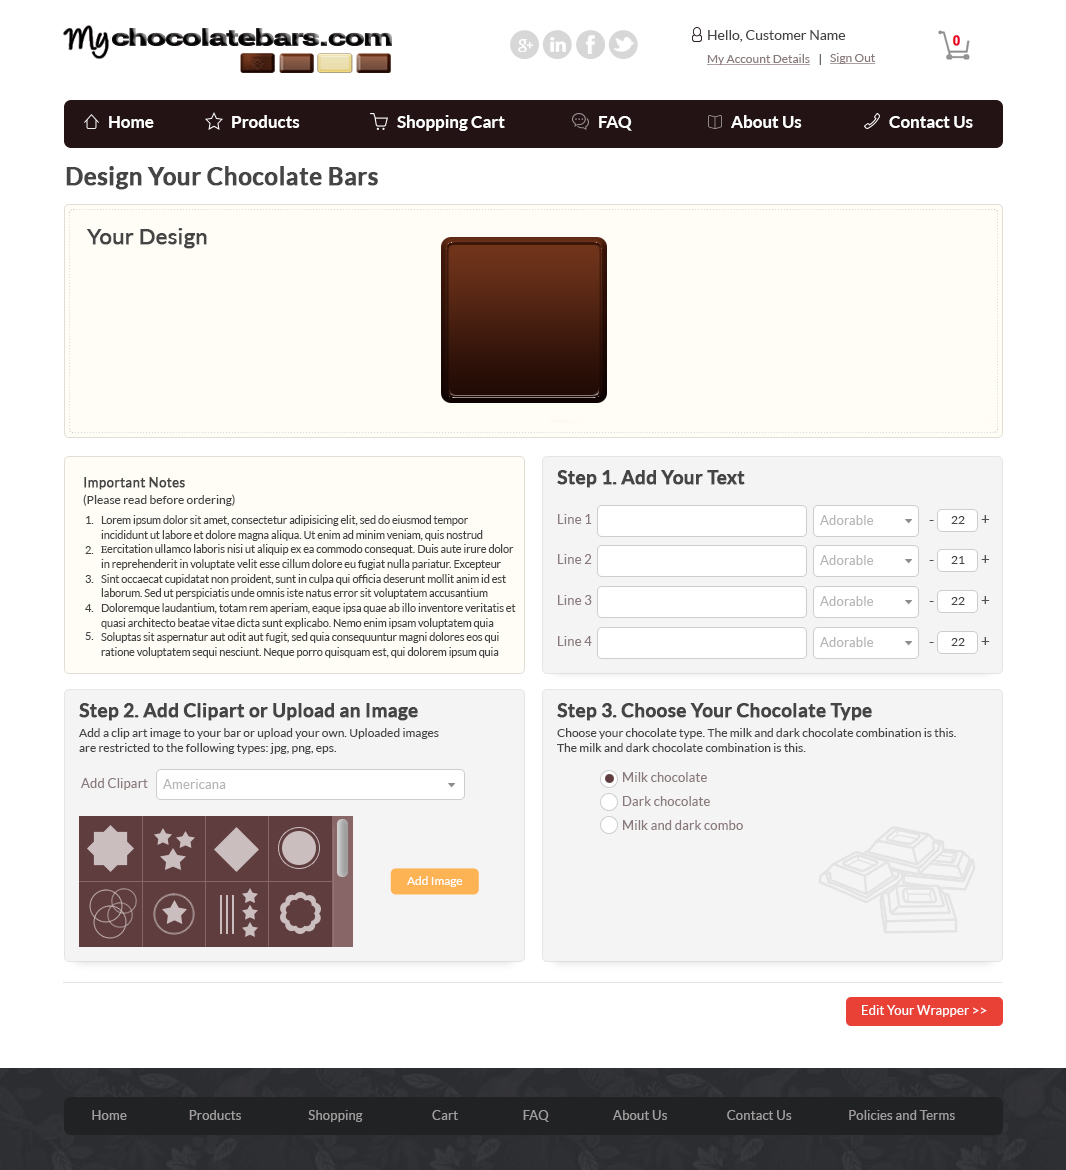 Mychocolatebars.com
Hello, Customer Name
My Account Details | Sign Out
0
Home Products Shopping Cart FAQ About Us Contact Us
Design Your Chocolate Bars
Your Design
Important Notes
(Please read before ordering)
1. Lorem ipsum dolor sit amet, consectetur adipisicing elit, sed do eiusmod tempor
incididunt ut labore et dolore magna aliqua. Ut enim ad minim veniam, quis nostrud
2. Eercitation ullamco laboris nisi ut aliquip ex ea commodo consequat. Duis aute irure dolor
in reprehenderit in voluptate velit esse cillum dolore eu fugiat nulla pariatur. Excepteur
3. Sint occaecat cupidatat non proident, sunt in culpa qui officia deserunt mollit anim id est
laborum. Sed ut perspiciatis unde omnis iste natus error sit voluptatem accusantium
4. Doloremque laudantium, totam rem aperiam, eaque ipsa quae ab illo inventore veritatis et
quasi architecto beatae vitae dicta sunt explicabo. Nemo enim ipsam voluptatem quia
5. Soluptas sit aspernatur aut odit aut fugit, sed quia consequuntur magni dolores eos qui
ratione voluptatem sequi nesciunt. Neque porro quisquam est, qui dolorem ipsum quia
Step 1. Add Your Text
Line 1 Adorable - 22 +
Line 2 Adorable - 21 +
Line 3 Adorable - 22 +
Line 4 Adorable - 22 +
Step 2. Add Clipart or Upload an Image
Add a clip art image to your bar or upload your own. Uploaded images
are restricted to the following types: jpg, png, eps.
Add Clipart Americana
Add Image
Step 3. Choose Your Chocolate Type
Choose your chocolate type. The milk and dark chocolate combination is this.
The milk and dark chocolate combination is this.
Milk chocolate
Dark chocolate
Milk and dark combo
Edit Your Wrapper >>
Home Products Shopping Cart FAQ About Us Contact Us Policies and Terms